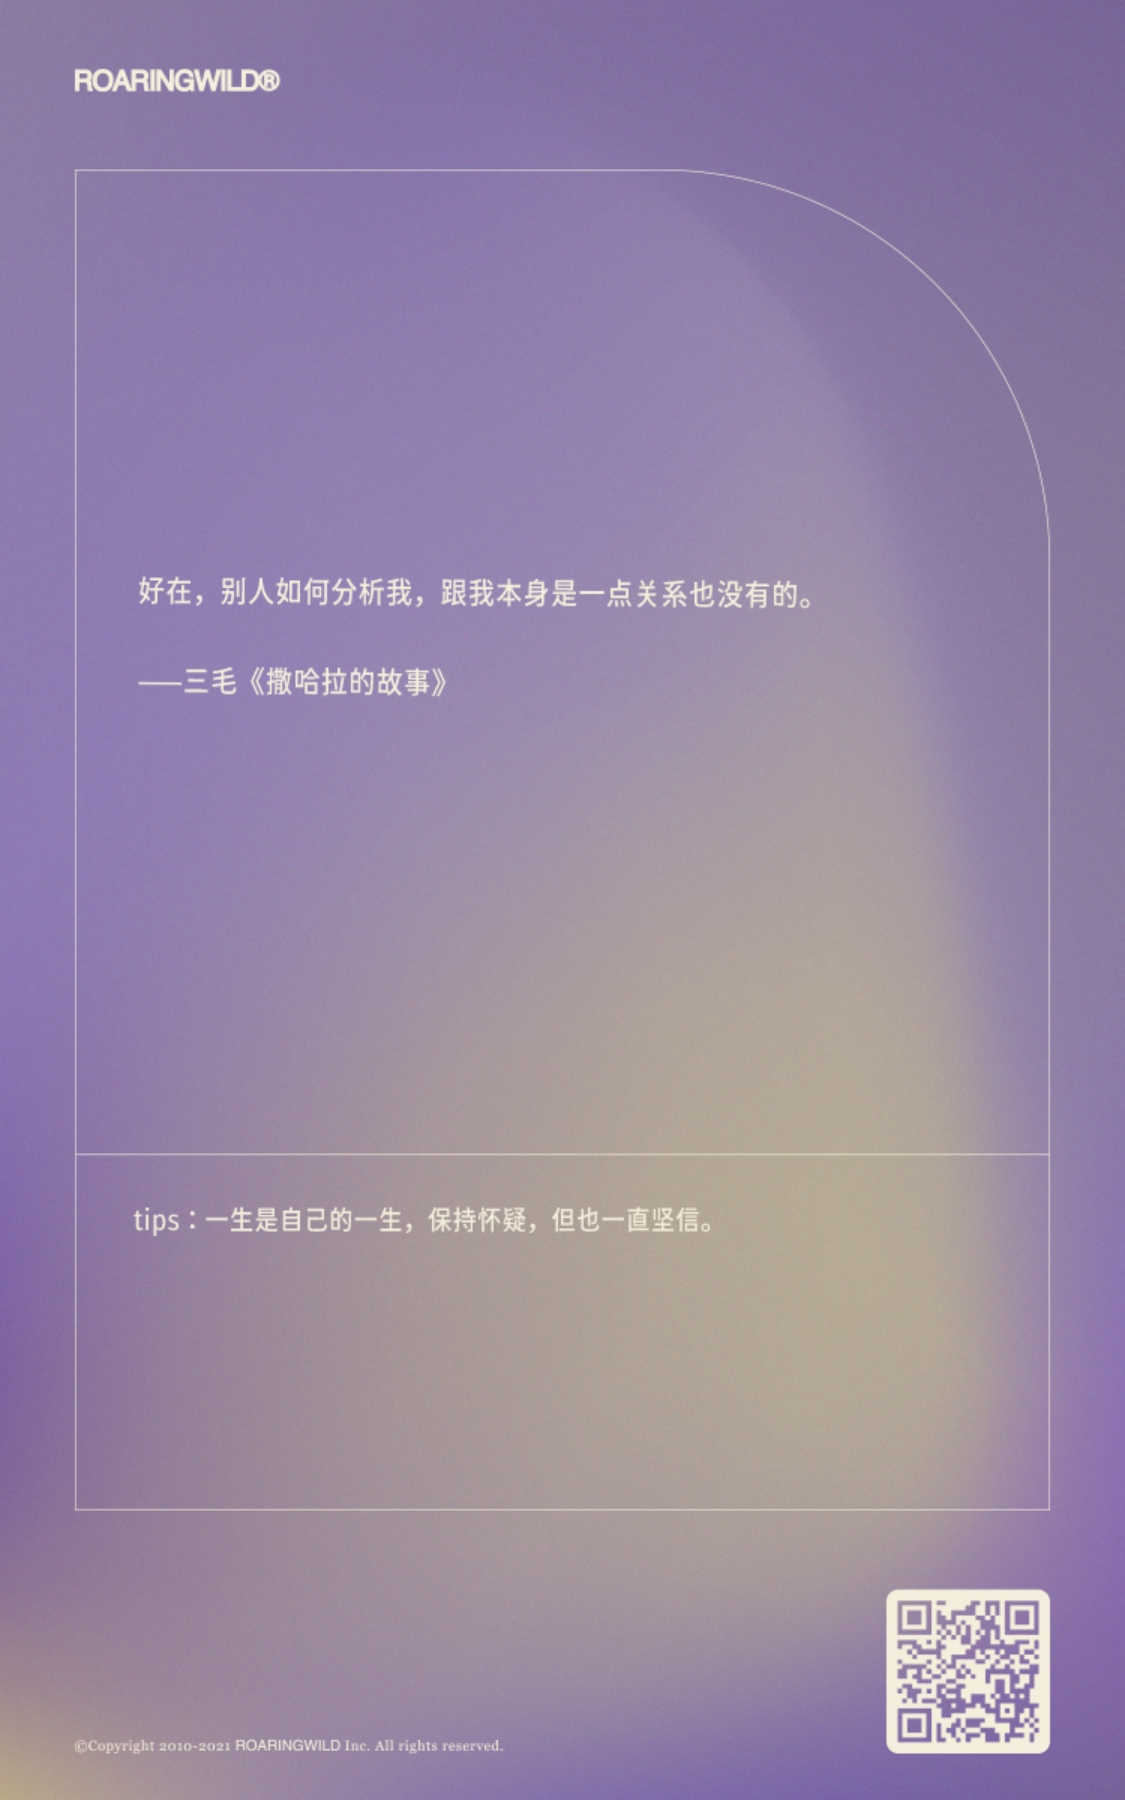 ROARINGWILD®
好在，别人如何分析我，跟我本身是一点关系也没有的。
——三毛《撒哈拉的故事》
tips：一生是自己的一生，保持怀疑，但也一直坚信。
©Copyright 2010-2021 ROARINGWILD Inc. All rights reserved.